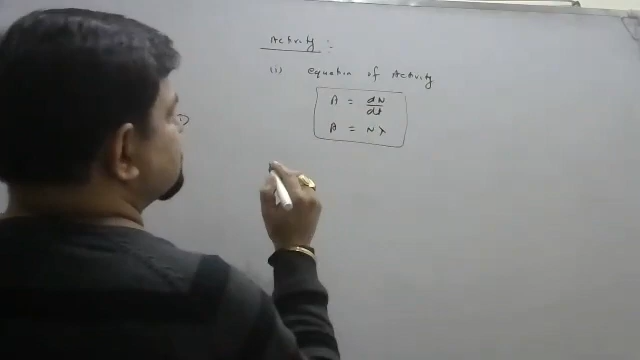 Activity :-
(i) Equation of Activity
A = dN/dt
A = Nλ